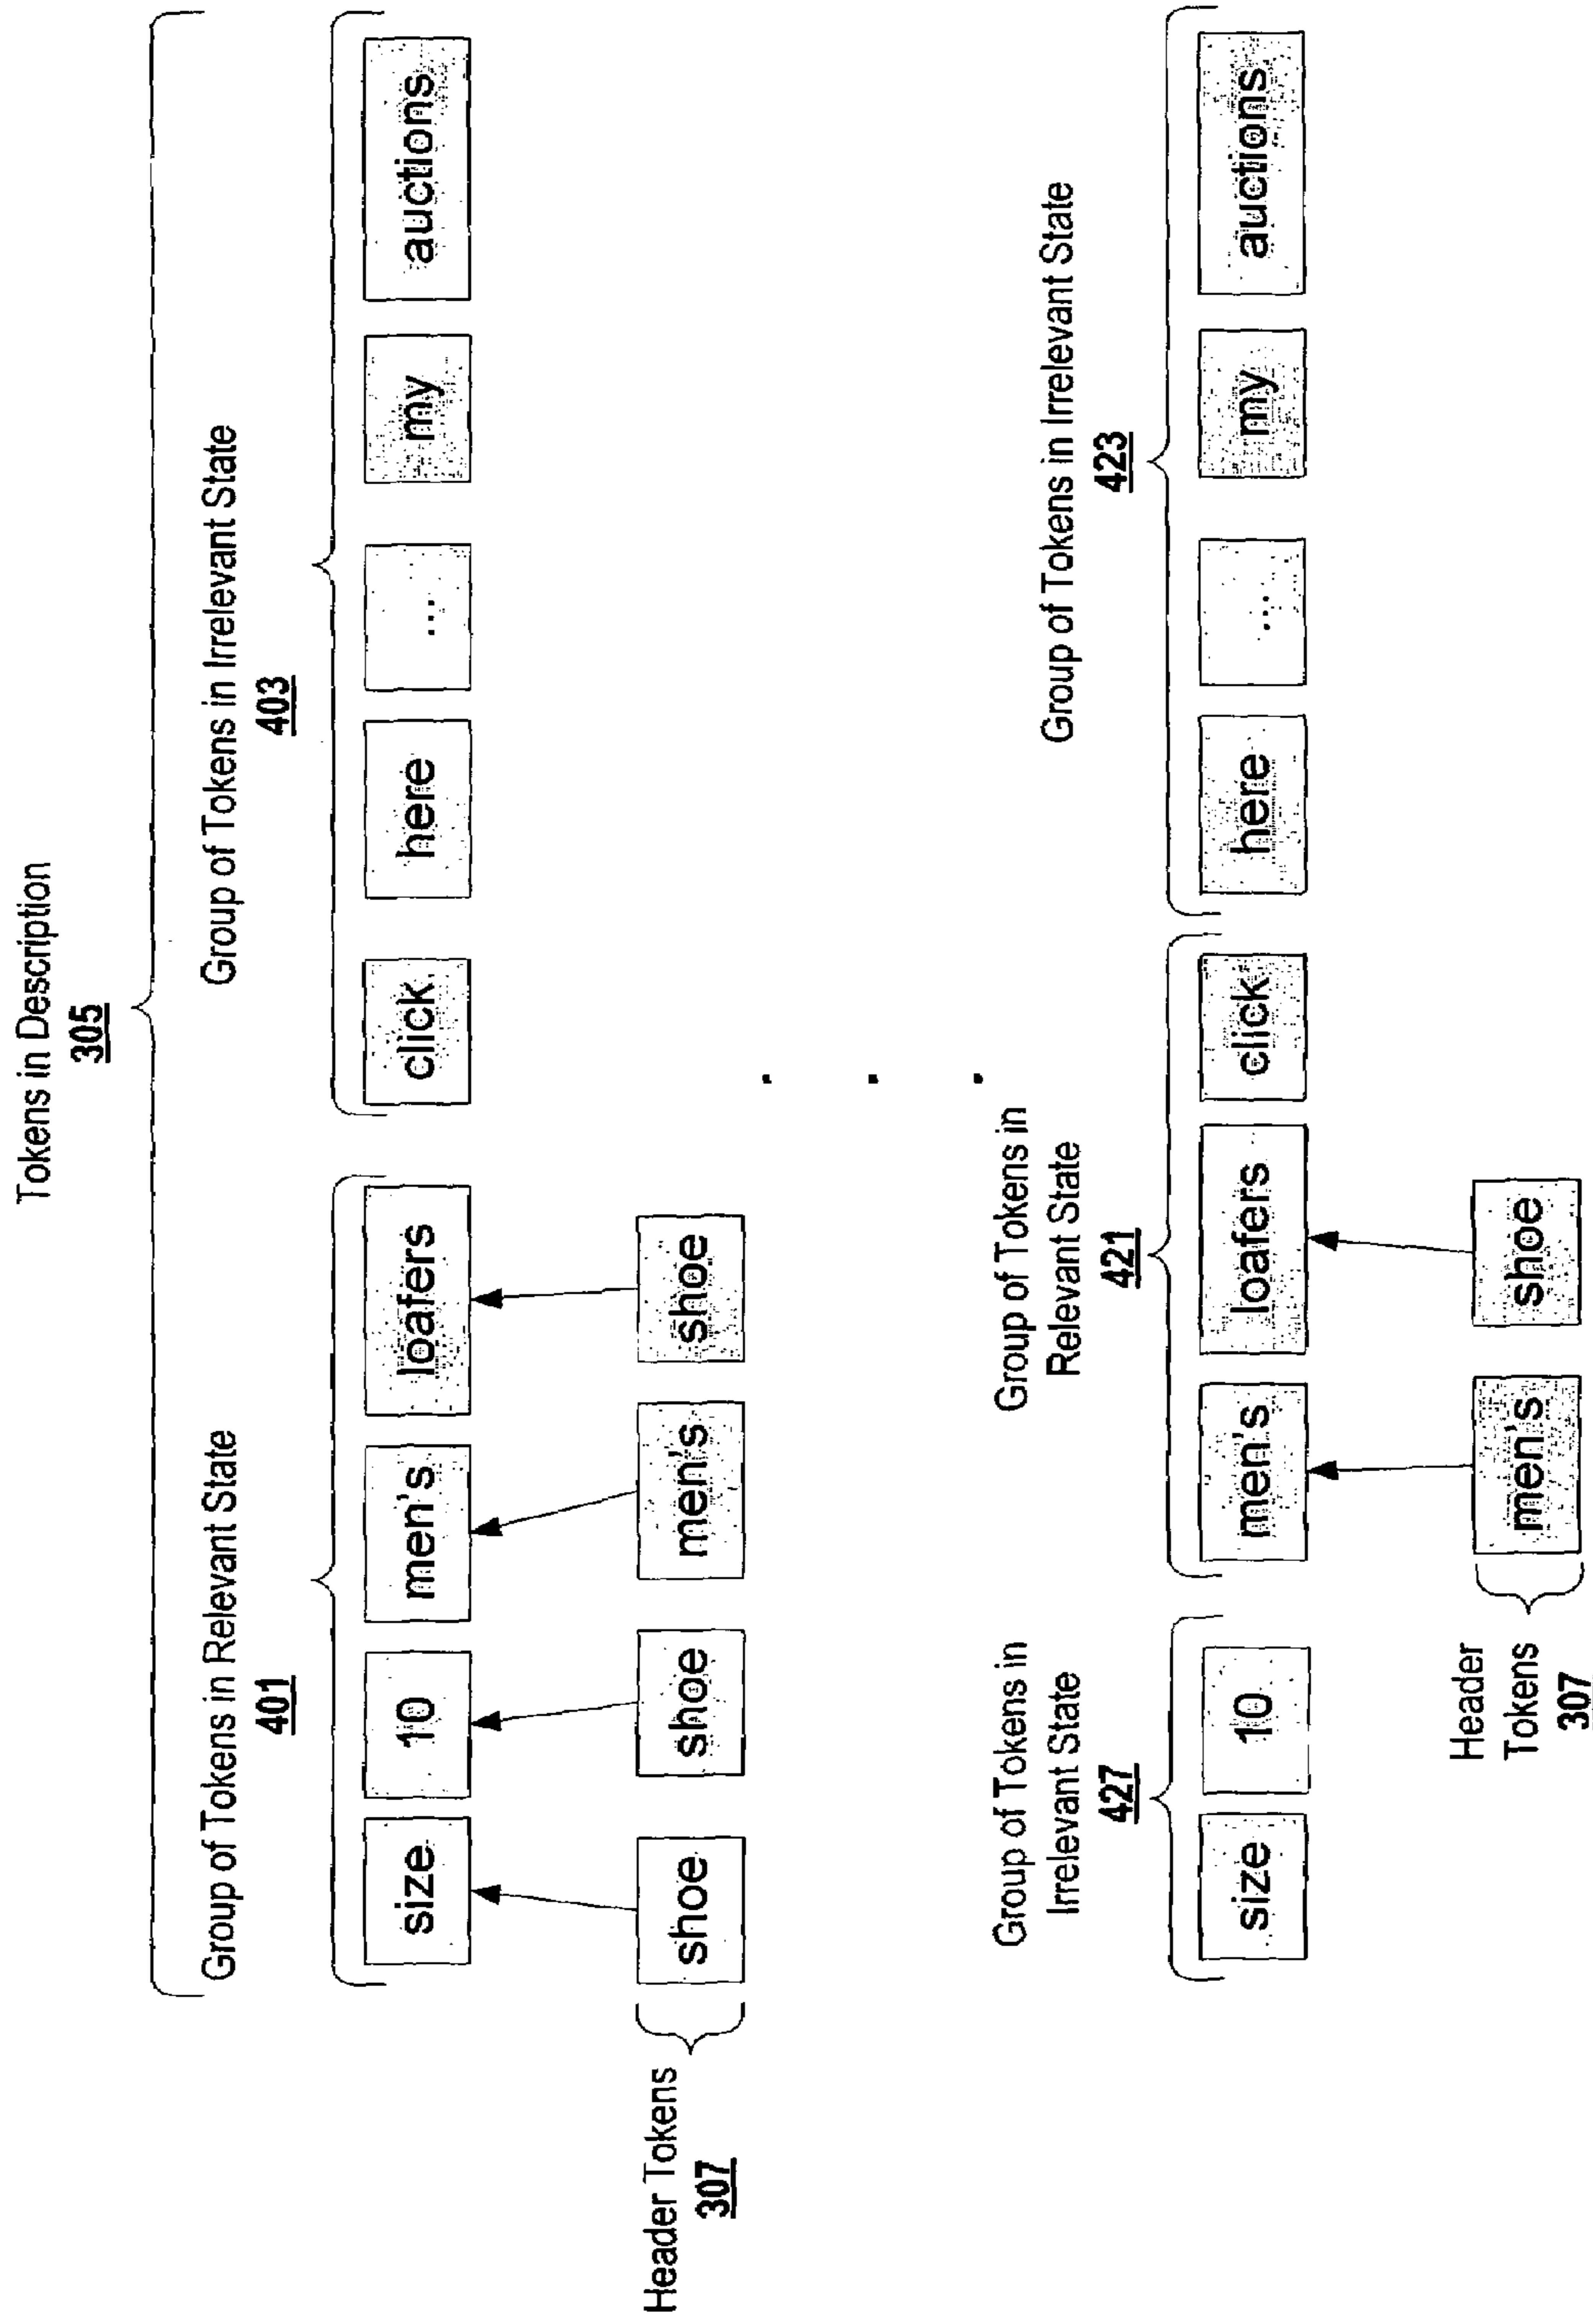 Tokens in Description
305
Group of Tokens in Relevant State
401
Group of Tokens in Irrelevant State
403
size 10 men's loafers click here ... my auctions
Header Tokens
307
shoe shoe men's shoe
. . .
Group of Tokens in
Irrelevant State
427
Group of Tokens in
Relevant State
421
Group of Tokens in Irrelevant State
423
size 10 men's loafers click here ... my auctions
Header
Tokens
307
men's shoe